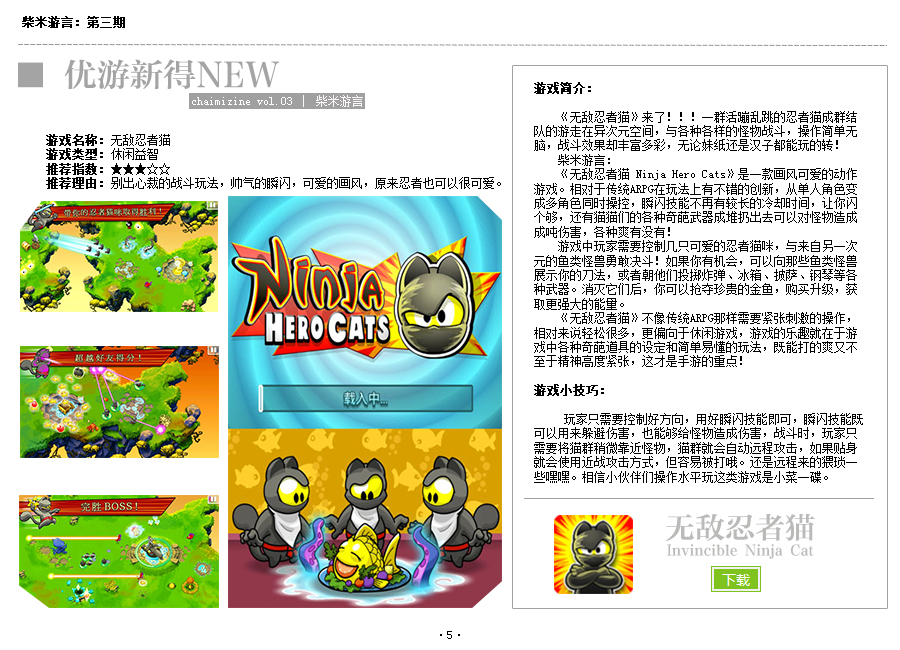 柴米游言：第三期
优游新得NEW
chaimizine vol.03 | 柴米游言
游戏名称：无敌忍者猫
游戏类型：休闲益智
推荐指数：★★★☆☆
推荐理由：别出心裁的战斗玩法，帅气的瞬闪，可爱的画风，原来忍者也可以很可爱。
带你的忍者猫咪取得胜利！
超越好友得分！
完胜BOSS！
Ninja
HERO CATS
载入中...
游戏简介：
《无敌忍者猫》来了！！！一群活蹦乱跳的忍者猫成群结
队的游走在异次元空间，与各种各样的怪物战斗，操作简单无
脑，战斗效果却丰富多彩，无论妹纸还是汉子都能玩的转！
柴米游言：
《无敌忍者猫 Ninja Hero Cats》是一款画风可爱的动作
游戏。相对于传统ARPG在玩法上有不错的创新，从单人角色变
成多角色同时操控，瞬闪技能不再有较长的冷却时间，让你闪
个够，还有猫猫们的各种奇葩武器成堆扔出去可以对怪物造成
成吨伤害，各种爽有没有！
游戏中玩家需要控制几只可爱的忍者猫咪，与来自另一次
元的鱼类怪兽勇敢决斗！如果你有机会，可以向那些鱼类怪兽
展示你的刀法，或者朝他们投掷炸弹、冰箱、披萨、钢琴等各
种武器。消灭它们后，你可以抢夺珍贵的金鱼，购买升级，获
取更强大的能量。
《无敌忍者猫》不像传统ARPG那样需要紧张刺激的操作，
相对来说轻松很多，更偏向于休闲游戏，游戏的乐趣就在于游
戏中各种奇葩道具的设定和简单易懂的玩法，既能打的爽又不
至于精神高度紧张，这才是手游的重点！
游戏小技巧：
玩家只需要控制好方向，用好瞬闪技能即可，瞬闪技能既
可以用来躲避伤害，也能够给怪物造成伤害，战斗时，玩家只
需要将猫群稍微靠近怪物，猫群就会自动远程攻击，如果贴身
就会使用近战攻击方式，但容易被打哦。还是远程来的猥琐一
些嘿嘿。相信小伙伴们操作水平玩这类游戏是小菜一碟。
无敌忍者猫
Invincible Ninja Cat
下载
·5·